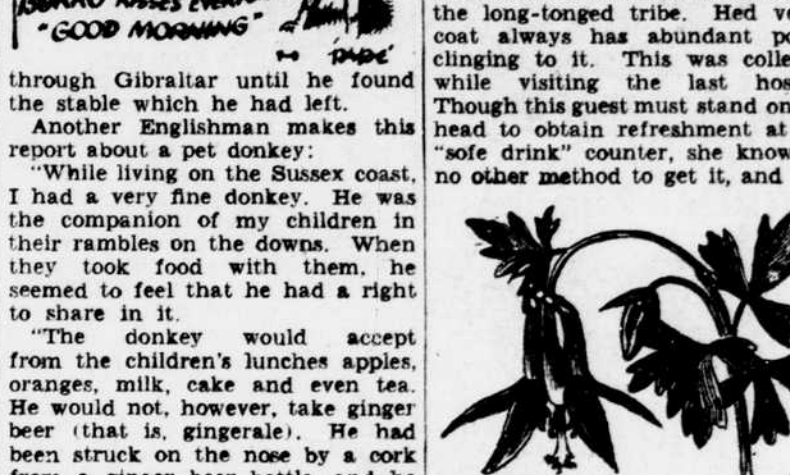 "GOOD MORNING"
through Gibraltar until he found
the stable which he had left.
Another Englishman makes this
report about a pet donkey:
"While living on the Sussex coast,
I had a very fine donkey. He was
the companion of my children in
their rambles on the downs. When
they took food with them, he
seemed to feel that he had a right
to share in it.
"The donkey would accept
from the children's lunches apples,
oranges, milk, cake and even tea.
He would not, however, take ginger
beer (that is, gingerale). He had
been struck on the nose by a cork
the long-tonged tribe. Hed
coat always has abundant
clinging to it. This was
while visiting the last
Though this guest must stand on
head to obtain refreshment at
"sofe drink" counter, she
no other method to get it, and